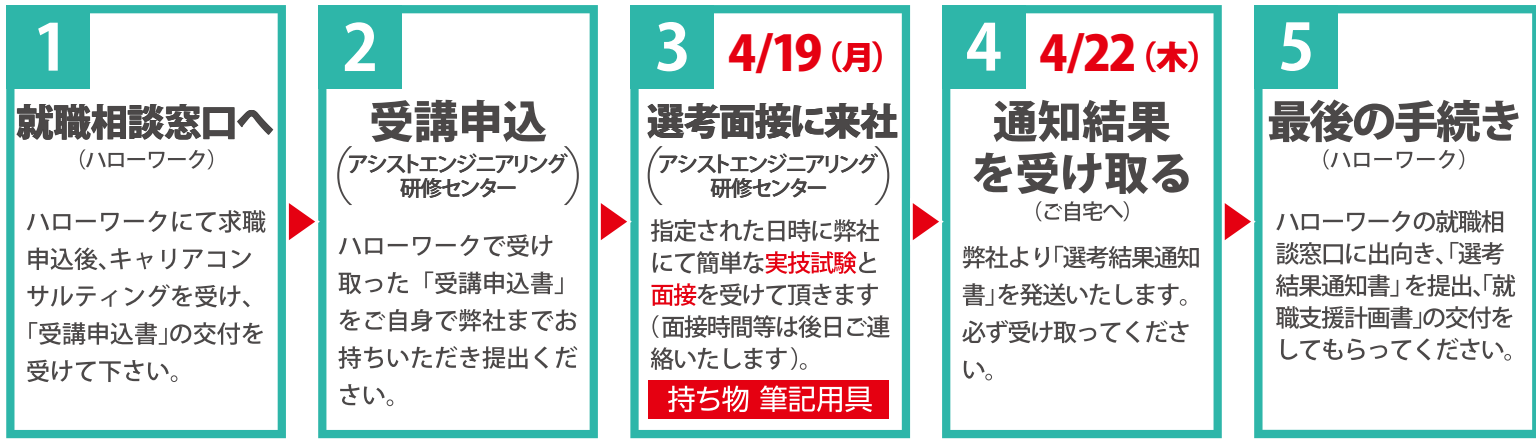 1
就職相談窓口へ
（ハローワーク）
ハローワークにて求職
申込後、キャリアコン
サルティングを受け、
「受講申込書」の交付を
受けて下さい。
2
受講申込
（アシストエンジニアリング
研修センター）
ハローワークで受け
取った「受講申込書」
をご自身で弊社までお
持ちいただき提出くだ
さい。
3
4/19（月）
選考面接に来社
（アシストエンジニアリング
研修センター）
指定された日時に弊社
にて簡単な実技試験と
面接を受けて頂きます
（面接時間等は後日ご連
絡いたします）。
持ち物 筆記用具
4
4/22（木）
通知結果
を受け取る
（ご自宅へ）
弊社より「選考結果通知
書」を発送いたします。
必ず受け取ってくださ
い。
5
最後の手続き
（ハローワーク）
ハローワークの就職相
談窓口に出向き、「選考
結果通知書」を提出、「就
職支援計画書」の交付を
してもらってください。